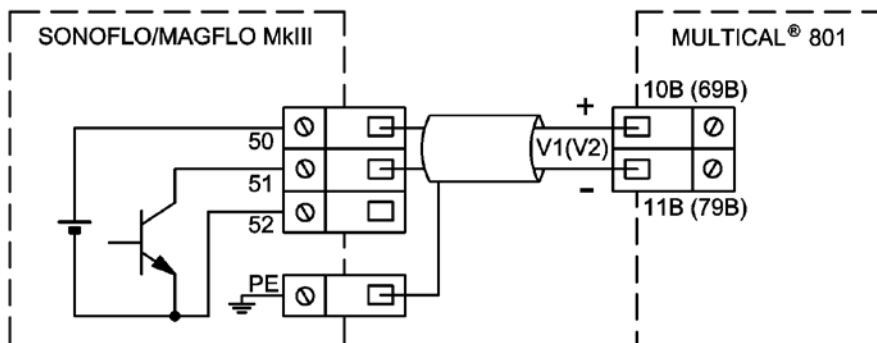 SONOFLO/MAGFLO MkIII
MULTICAL® 801
10B (69B)
+
50
V1(V2)
51
-
52
11B (79B)
PE